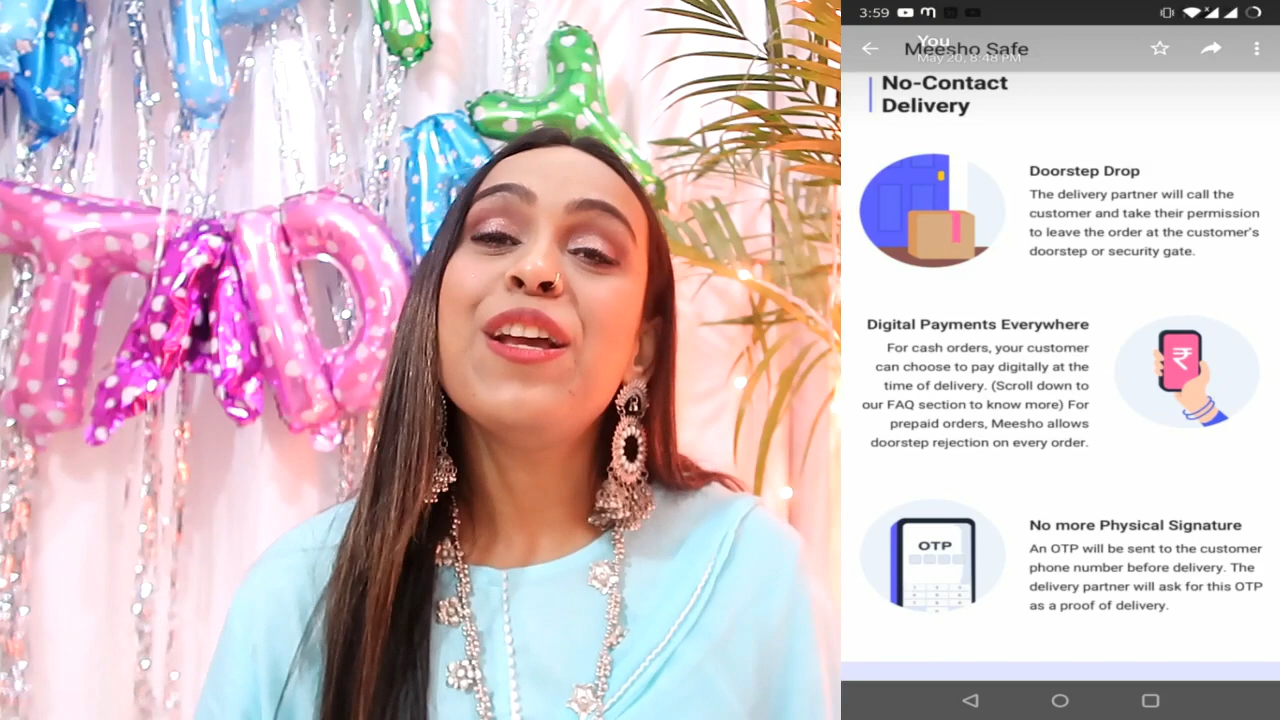 TAD
3:59
You
Meesho Safe
May 20, 8:48 PM
No-Contact
Delivery
Doorstep Drop
The delivery partner will call the
customer and take their permission
to leave the order at the customer's
doorstep or security gate.
Digital Payments Everywhere
For cash orders, your customer
can choose to pay digitally at the
time of delivery. (Scroll down to
our FAQ section to know more) For
prepaid orders, Meesho allows
doorstep rejection on every order.
₹
OTP
No more Physical Signature
An OTP will be sent to the customer
phone number before delivery. The
delivery partner will ask for this OTP
as a proof of delivery.